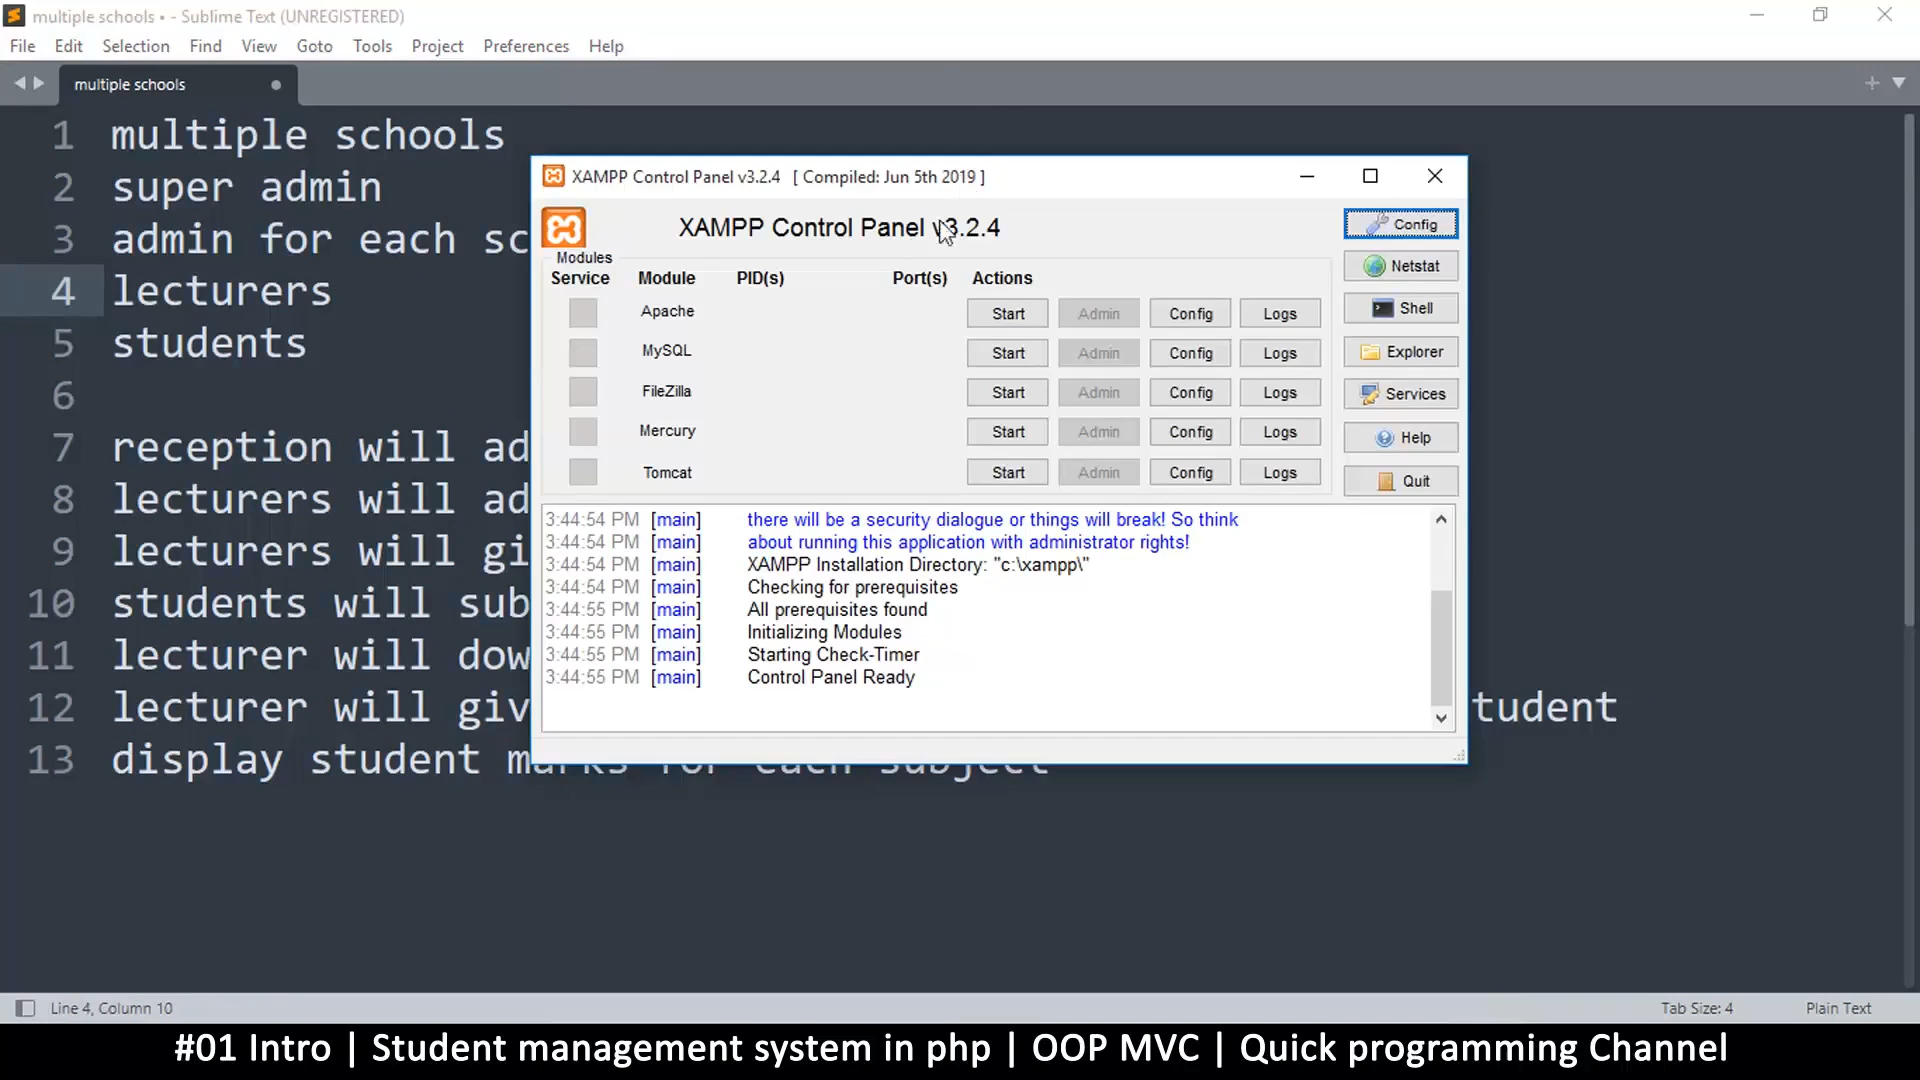 multiple schools • - Sublime Text (UNREGISTERED)
File Edit Selection Find View Goto Tools Project Preferences Help
multiple schools
1 multiple schools
2 super admin
3 admin for each sc
4 lecturers
5 students
6
7 reception will ad
8 lecturers will ad
9 lecturers will gi
10 students will sub
11 lecturer will dow
12 lecturer will giv tudent
13 display student marks for each subject
XAMPP Control Panel v3.2.4 [ Compiled: Jun 5th 2019 ]
XAMPP Control Panel v3.2.4
Config
Modules
Service Module PID(s) Port(s) Actions
Netstat
Apache Start Admin Config Logs
Shell
MySQL Start Admin Config Logs
Explorer
FileZilla Start Admin Config Logs
Services
Mercury Start Admin Config Logs
Help
Tomcat Start Admin Config Logs
Quit
3:44:54 PM [main] there will be a security dialogue or things will break! So think
3:44:54 PM [main] about running this application with administrator rights!
3:44:54 PM [main] XAMPP Installation Directory: "c:\xampp\"
3:44:54 PM [main] Checking for prerequisites
3:44:55 PM [main] All prerequisites found
3:44:55 PM [main] Initializing Modules
3:44:55 PM [main] Starting Check-Timer
3:44:55 PM [main] Control Panel Ready
Line 4, Column 10 Tab Size: 4 Plain Text
#01 Intro | Student management system in php | OOP MVC | Quick programming Channel